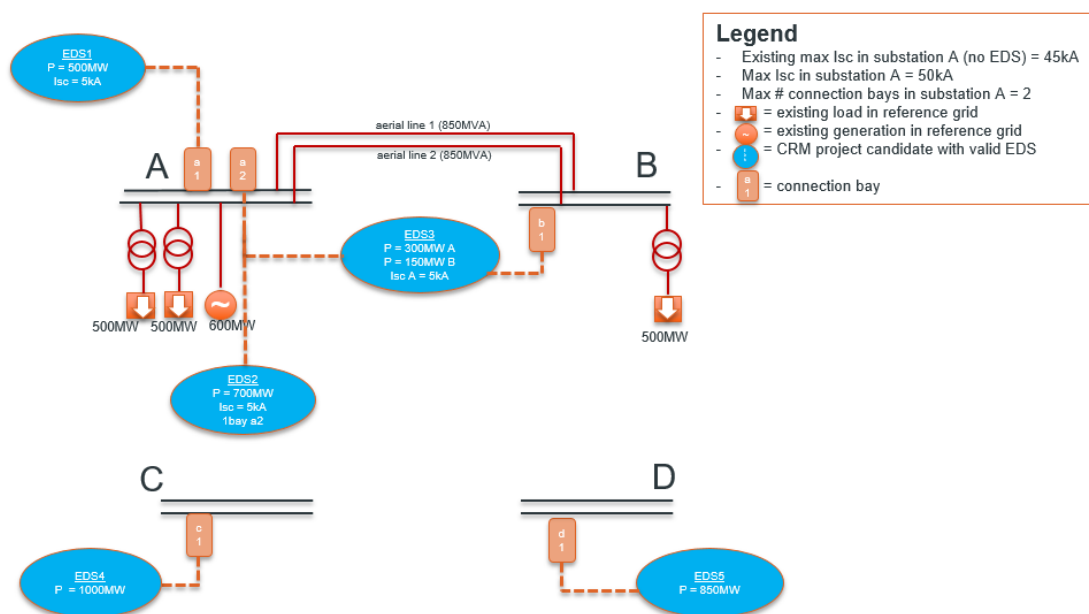 EDS1
P = 500MW
Isc = 5kA
Legend
- Existing max Isc in substation A (no EDS) = 45kA
- Max Isc in substation A = 50kA
- Max # connection bays in substation A = 2
- = existing load in reference grid
- = existing generation in reference grid
- = CRM project candidate with valid EDS
- a
1 = connection bay
aerial line 1 (850MVA)
aerial line 2 (850MVA)
A
a
1
a
2
B
b
1
EDS3
P = 300MW A
P = 150MW B
Isc A = 5kA
500MW
500MW
~
600MW
500MW
EDS2
P = 700MW
Isc = 5kA
1bay a2
C
c
1
EDS4
P = 1000MW
D
d
1
EDS5
P = 850MW